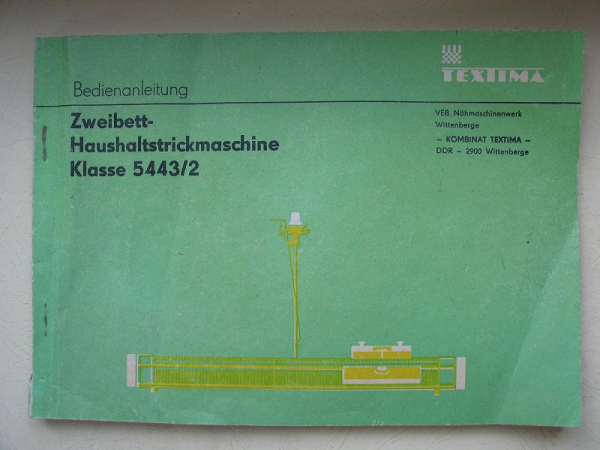 Bedienanleitung
Zweibett-
Haushaltstrickmaschine
Klasse 5443/2
TEXTIMA
VEB Nähmaschinenwerk
Wittenberge
– KOMBINAT TEXTIMA –
DDR – 2900 Wittenberge